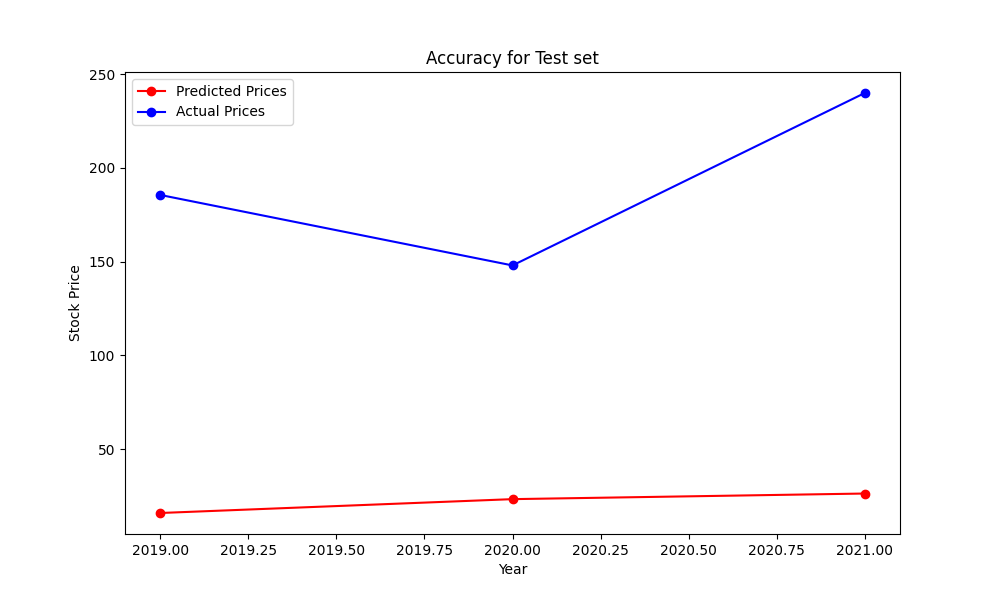 Accuracy for Test set
Predicted Prices
Actual Prices
250
200
150
100
50
Stock Price
2019.00 2019.25 2019.50 2019.75 2020.00 2020.25 2020.50 2020.75 2021.00
Year